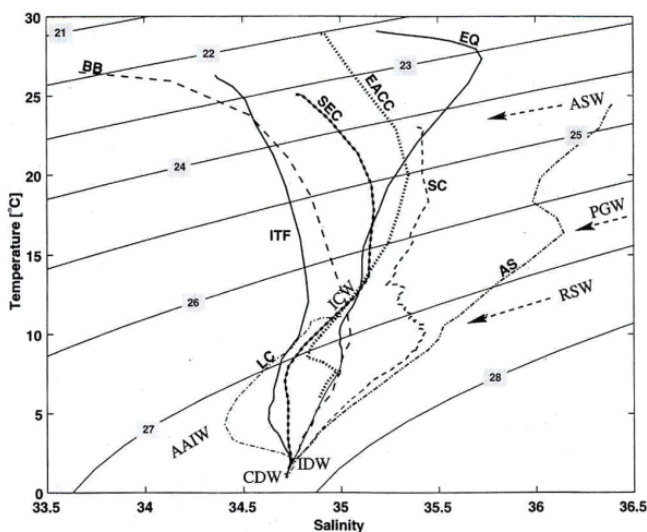 30
25
20
15
10
5
0
Temperature [°C]
33.5
34
34.5
35
35.5
36
36.5
Salinity
21
22
23
24
25
26
27
28
BB
EQ
EACC
SEC
ASW
SC
PGW
ITF
AS
ICW
RSW
LC
AAIW
IDW
CDW